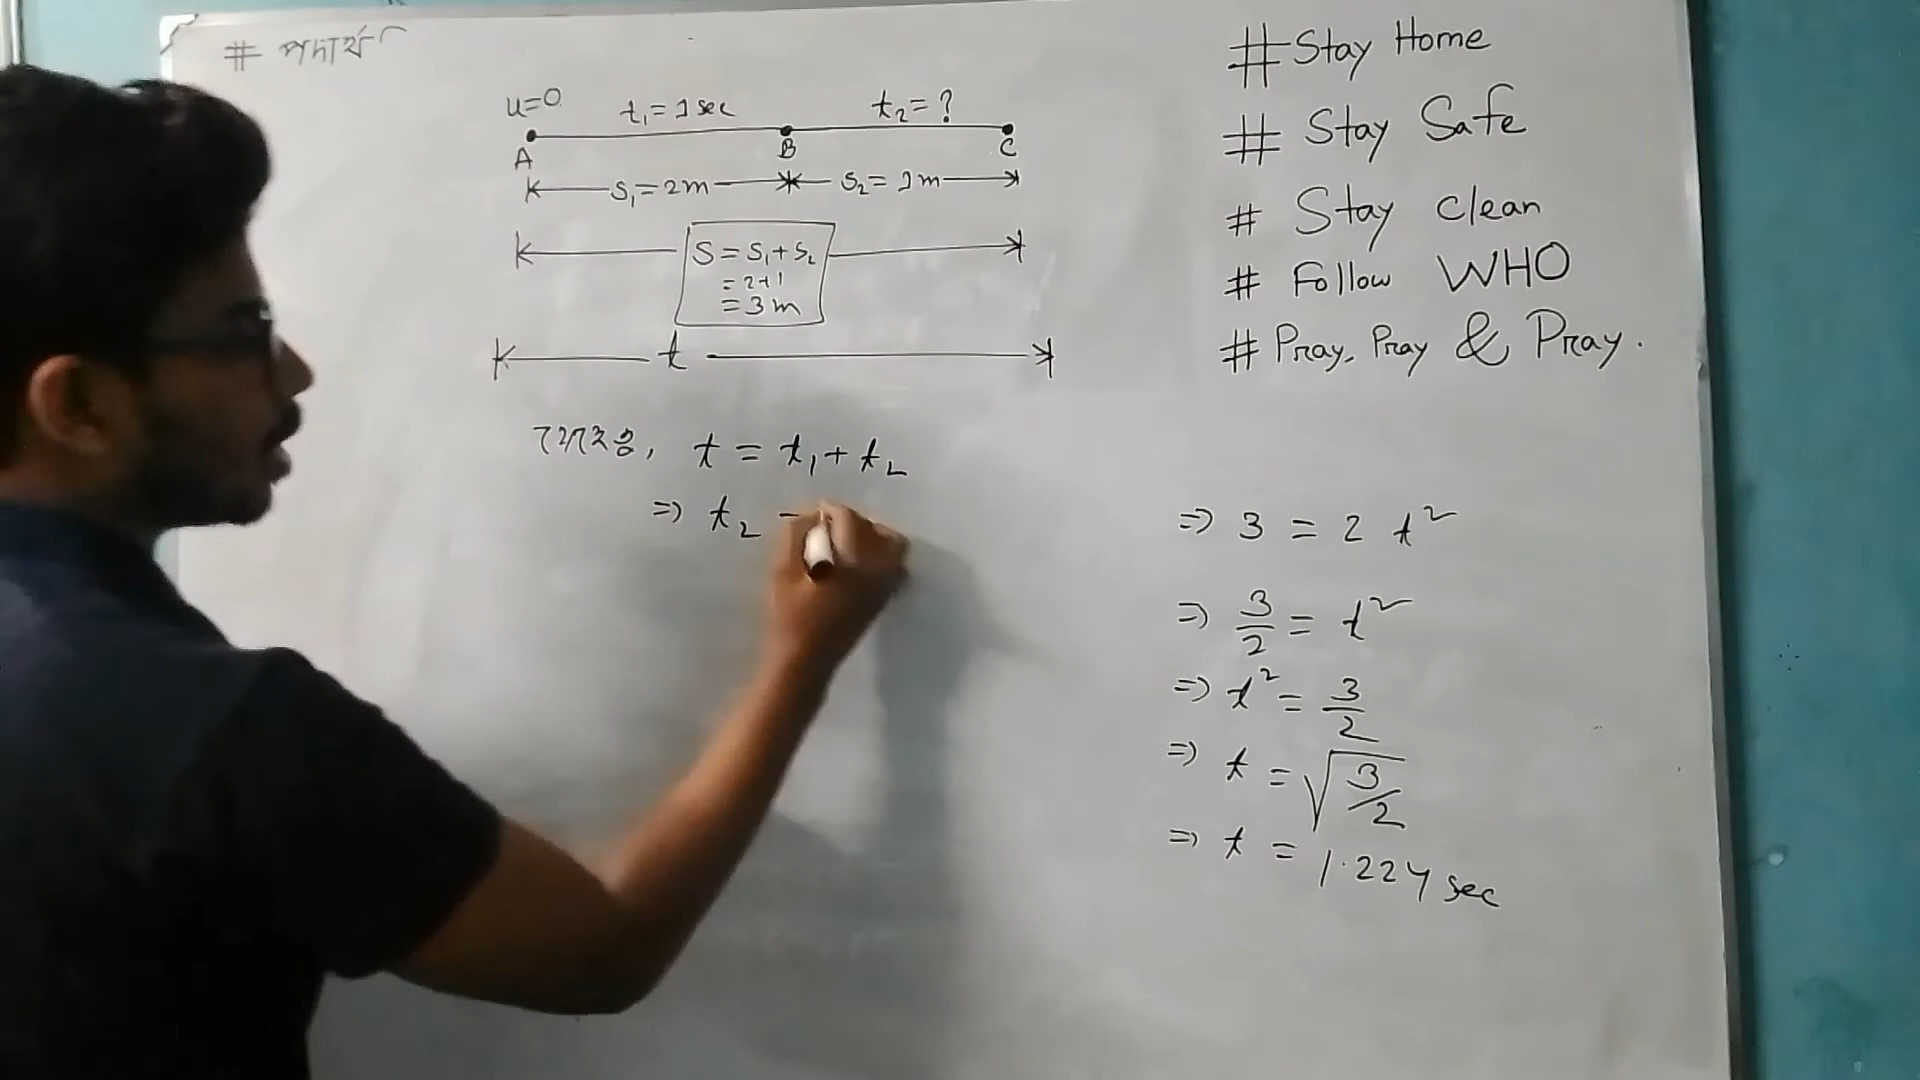 # পদার্থ
u=0 t₁= 1 sec t₂= ?
A B C
S₁= 2m S₂= 1m
S = S₁+ S₂
= 2+1
= 3 m
t
যেহেতু, t = t₁+ t₂
=> t₂ =
# Stay Home
# Stay Safe
# Stay clean
# Follow WHO
# Pray, Pray & Pray.
=> 3 = 2 t²
=> 3/2 = t²
=> t² = 3/2
=> t = √3/2
=> t = 1.224 sec